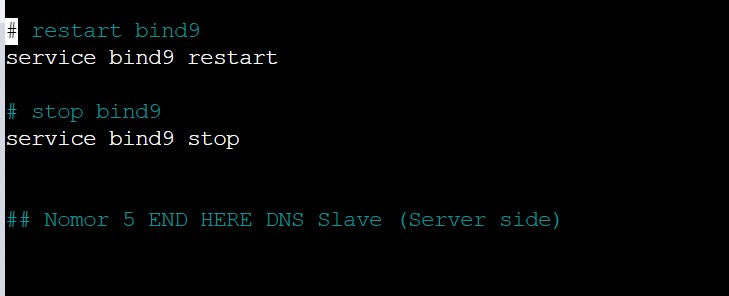 # restart bind9
service bind9 restart
# stop bind9
service bind9 stop
## Nomor 5 END HERE DNS Slave (Server side)